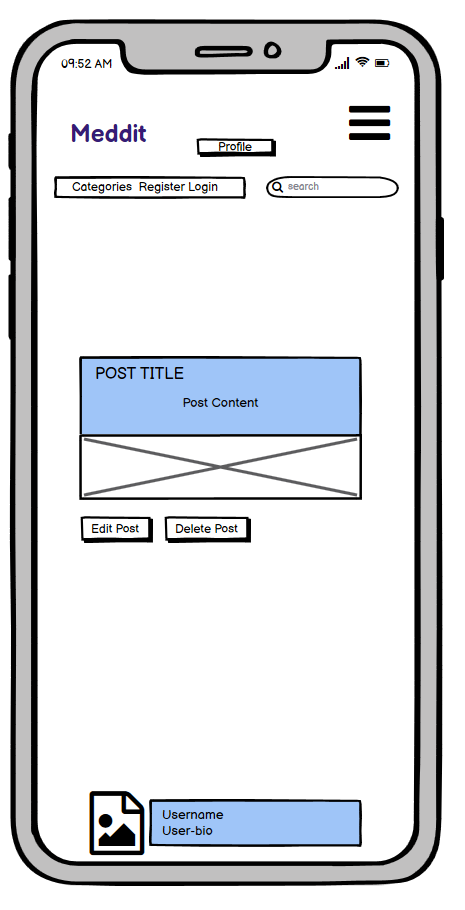 09:52 AM
Meddit
Profile
Categories Register Login
search
POST TITLE
Post Content
Edit Post
Delete Post
Username
User-bio